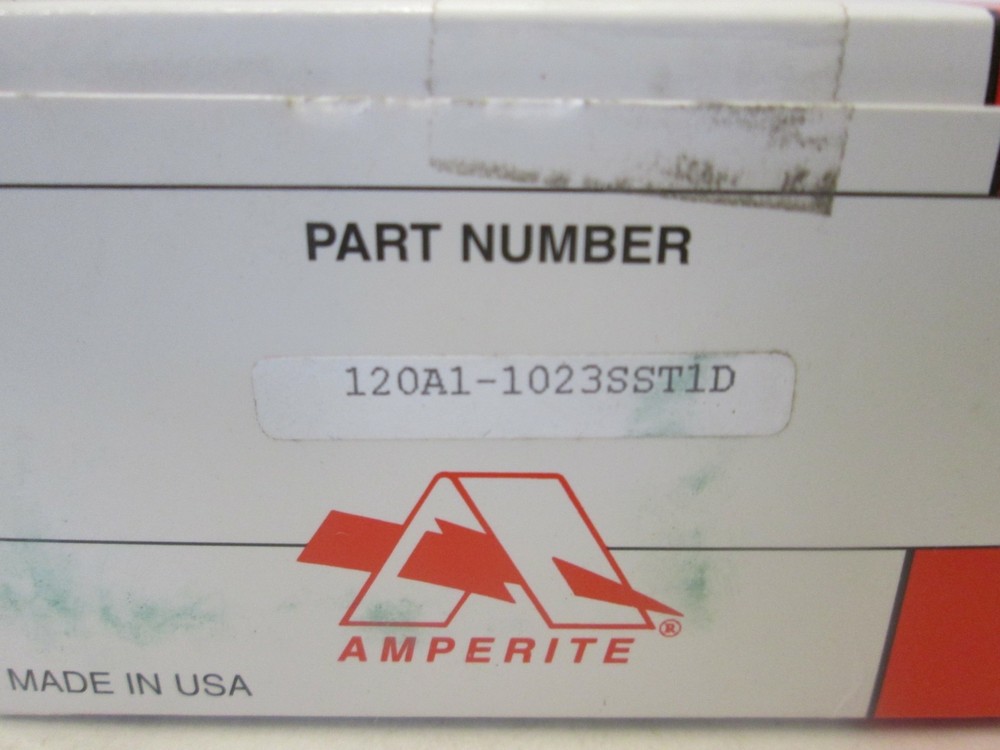 PART NUMBER
120A1-1023SST1D
AMPERITE®
MADE IN USA